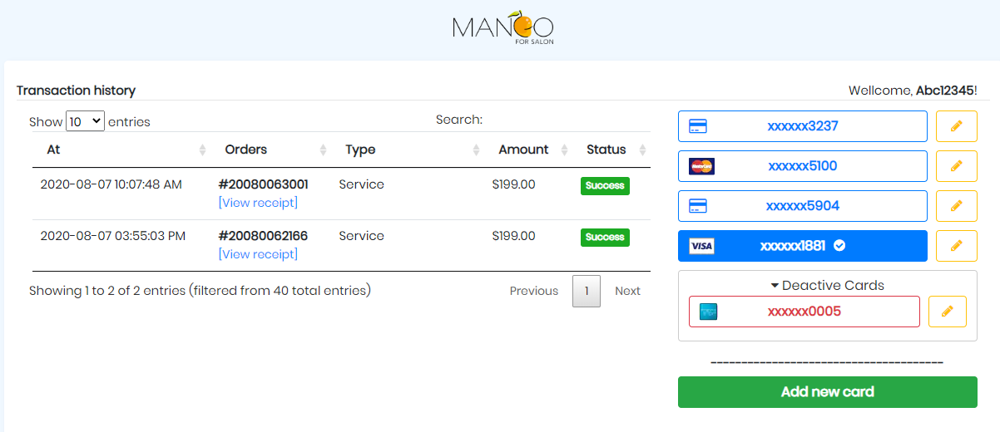 MANGO
FOR SALON
Transaction history
Wellcome, Abc12345!
Show 10 entries
Search:
At Orders Type Amount Status
2020-08-07 10:07:48 AM #20080063001 Service $199.00 Success
[View receipt]
2020-08-07 03:55:03 PM #20080062166 Service $199.00 Success
[View receipt]
Showing 1 to 2 of 2 entries (filtered from 40 total entries)
Previous 1 Next
xxxxxx3237
MasterCard xxxxxx5100
xxxxxx5904
VISA xxxxxx1881
Deactive Cards
xxxxxx0005
--------------------------------------
Add new card